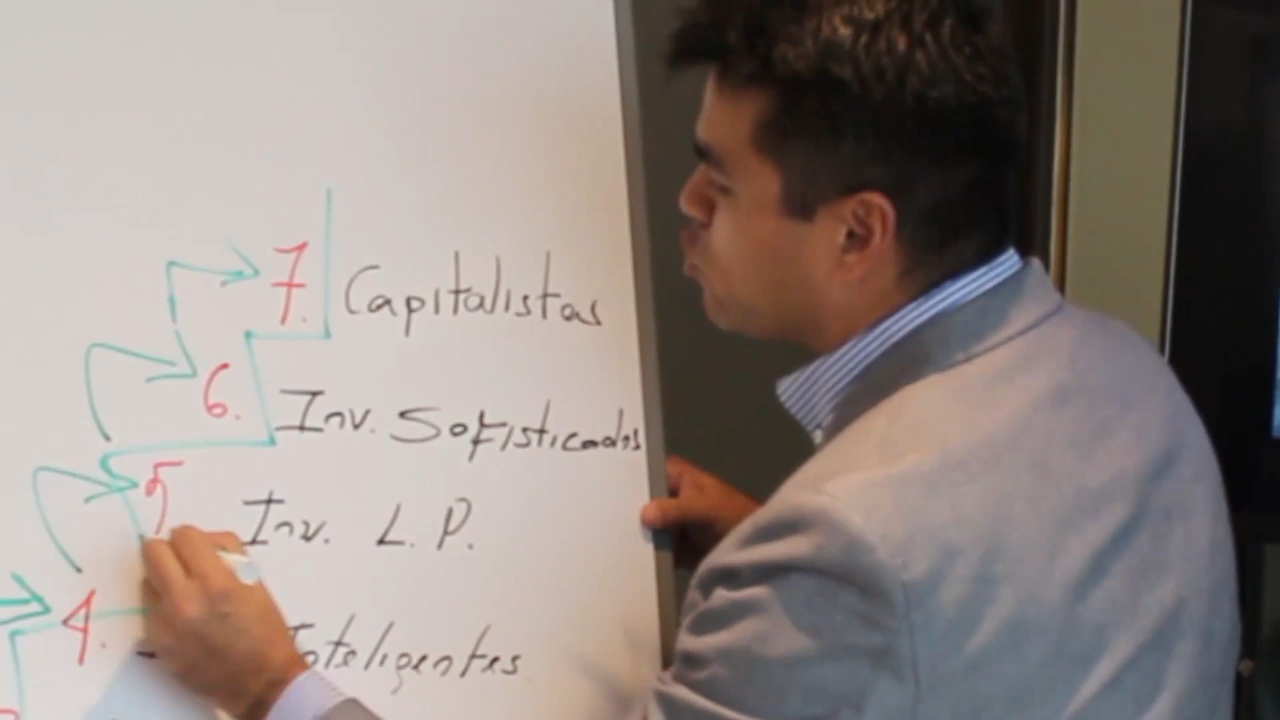 7. Capitalistas
6. Inv. Sofisticados
5 Inv. L.P.
4. Inteligentes